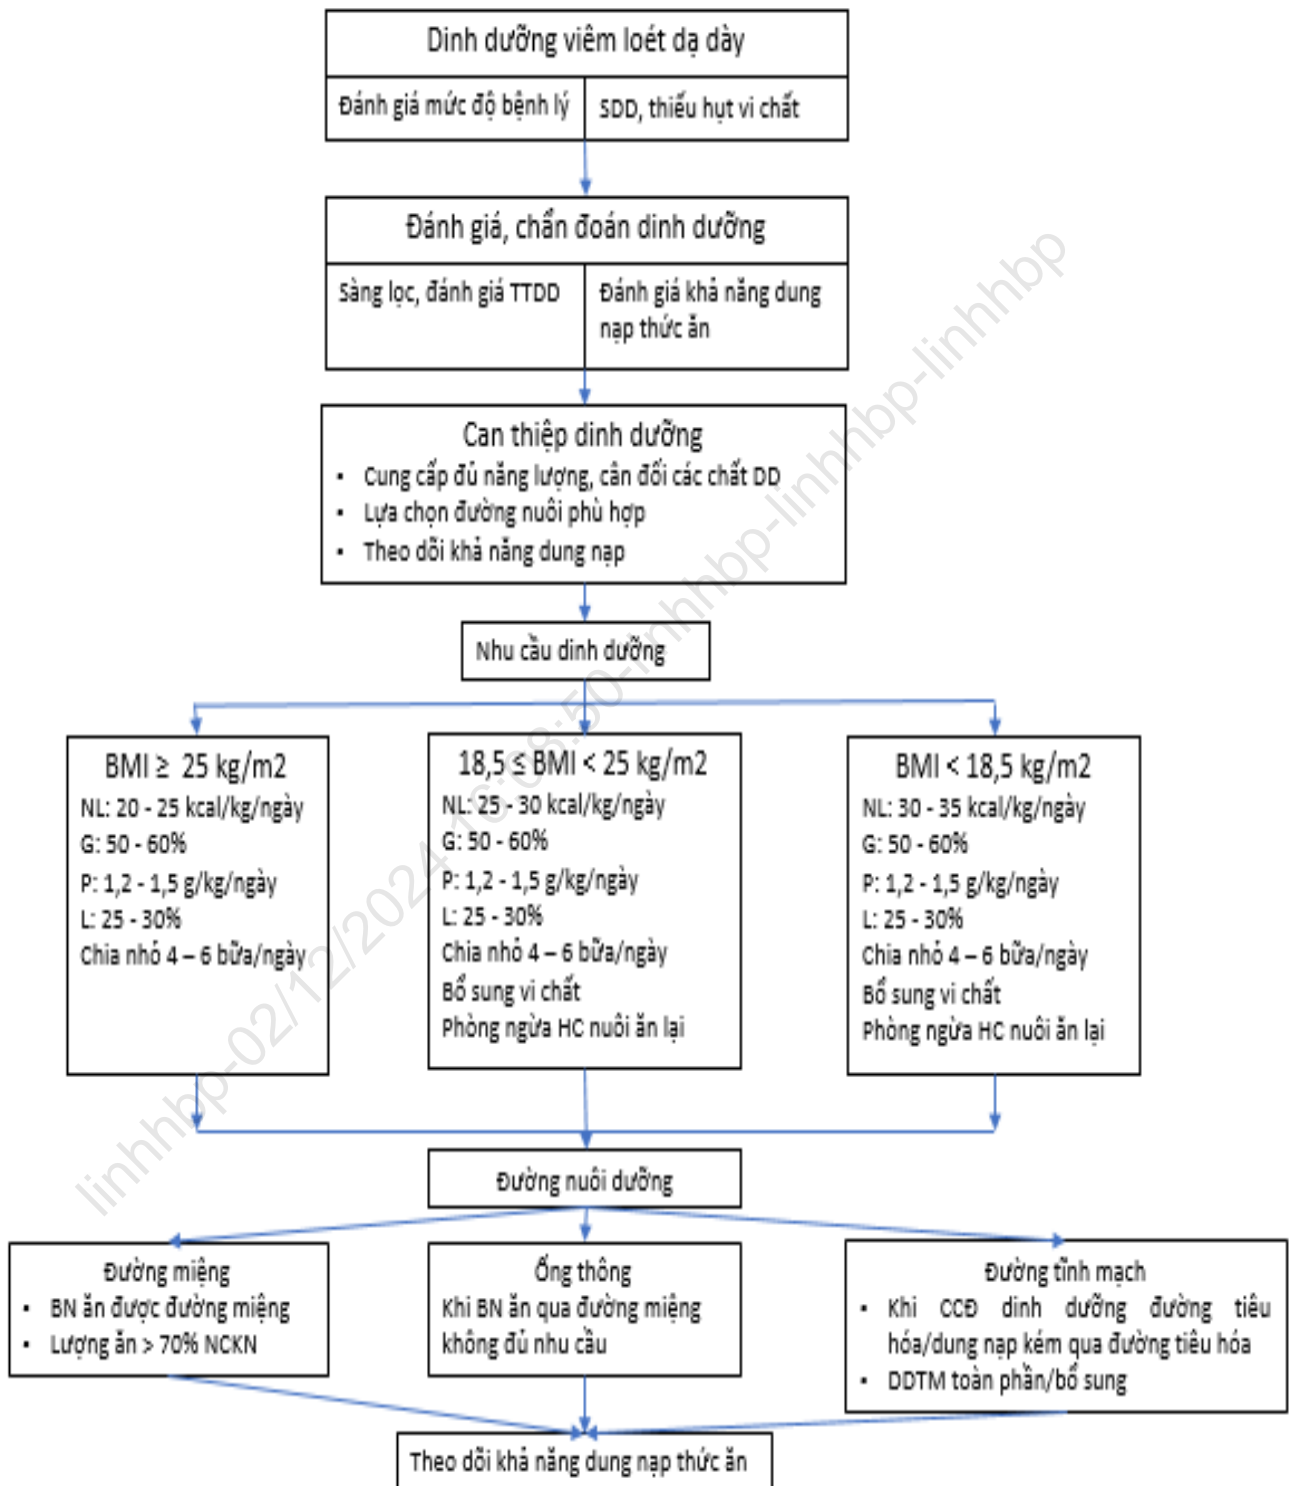 Dinh dưỡng viêm loét dạ dày
Đánh giá mức độ bệnh lý
SDD, thiếu hụt vi chất
Đánh giá, chẩn đoán dinh dưỡng
Sàng lọc, đánh giá TTDD
Đánh giá khả năng dung
nạp thức ăn
Can thiệp dinh dưỡng
▪ Cung cấp đủ năng lượng, cân đối các chất DD
▪ Lựa chọn đường nuôi phù hợp
▪ Theo dõi khả năng dung nạp
Nhu cầu dinh dưỡng
BMI ≥ 25 kg/m2
NL: 20 - 25 kcal/kg/ngày
G: 50 - 60%
P: 1,2 - 1,5 g/kg/ngày
L: 25 - 30%
Chia nhỏ 4 – 6 bữa/ngày
18,5 ≤ BMI < 25 kg/m2
NL: 25 - 30 kcal/kg/ngày
G: 50 - 60%
P: 1,2 - 1,5 g/kg/ngày
L: 25 - 30%
Chia nhỏ 4 – 6 bữa/ngày
Bổ sung vi chất
Phòng ngừa HC nuôi ăn lại
BMI < 18,5 kg/m2
NL: 30 - 35 kcal/kg/ngày
G: 50 - 60%
P: 1,2 - 1,5 g/kg/ngày
L: 25 - 30%
Chia nhỏ 4 – 6 bữa/ngày
Bổ sung vi chất
Phòng ngừa HC nuôi ăn lại
Đường nuôi dưỡng
Đường miệng
▪ BN ăn được đường miệng
▪ Lượng ăn > 70% NCKN
Ống thông
Khi BN ăn qua đường miệng
không đủ nhu cầu
Đường tĩnh mạch
▪ Khi CCĐ dinh dưỡng đường tiêu
hóa/dung nạp kém qua đường tiêu hóa
▪ DDTM toàn phần/bổ sung
Theo dõi khả năng dung nạp thức ăn
linhhbp-02/12/2024 16:08:50-linhhbp-linhhbp-linhhbp